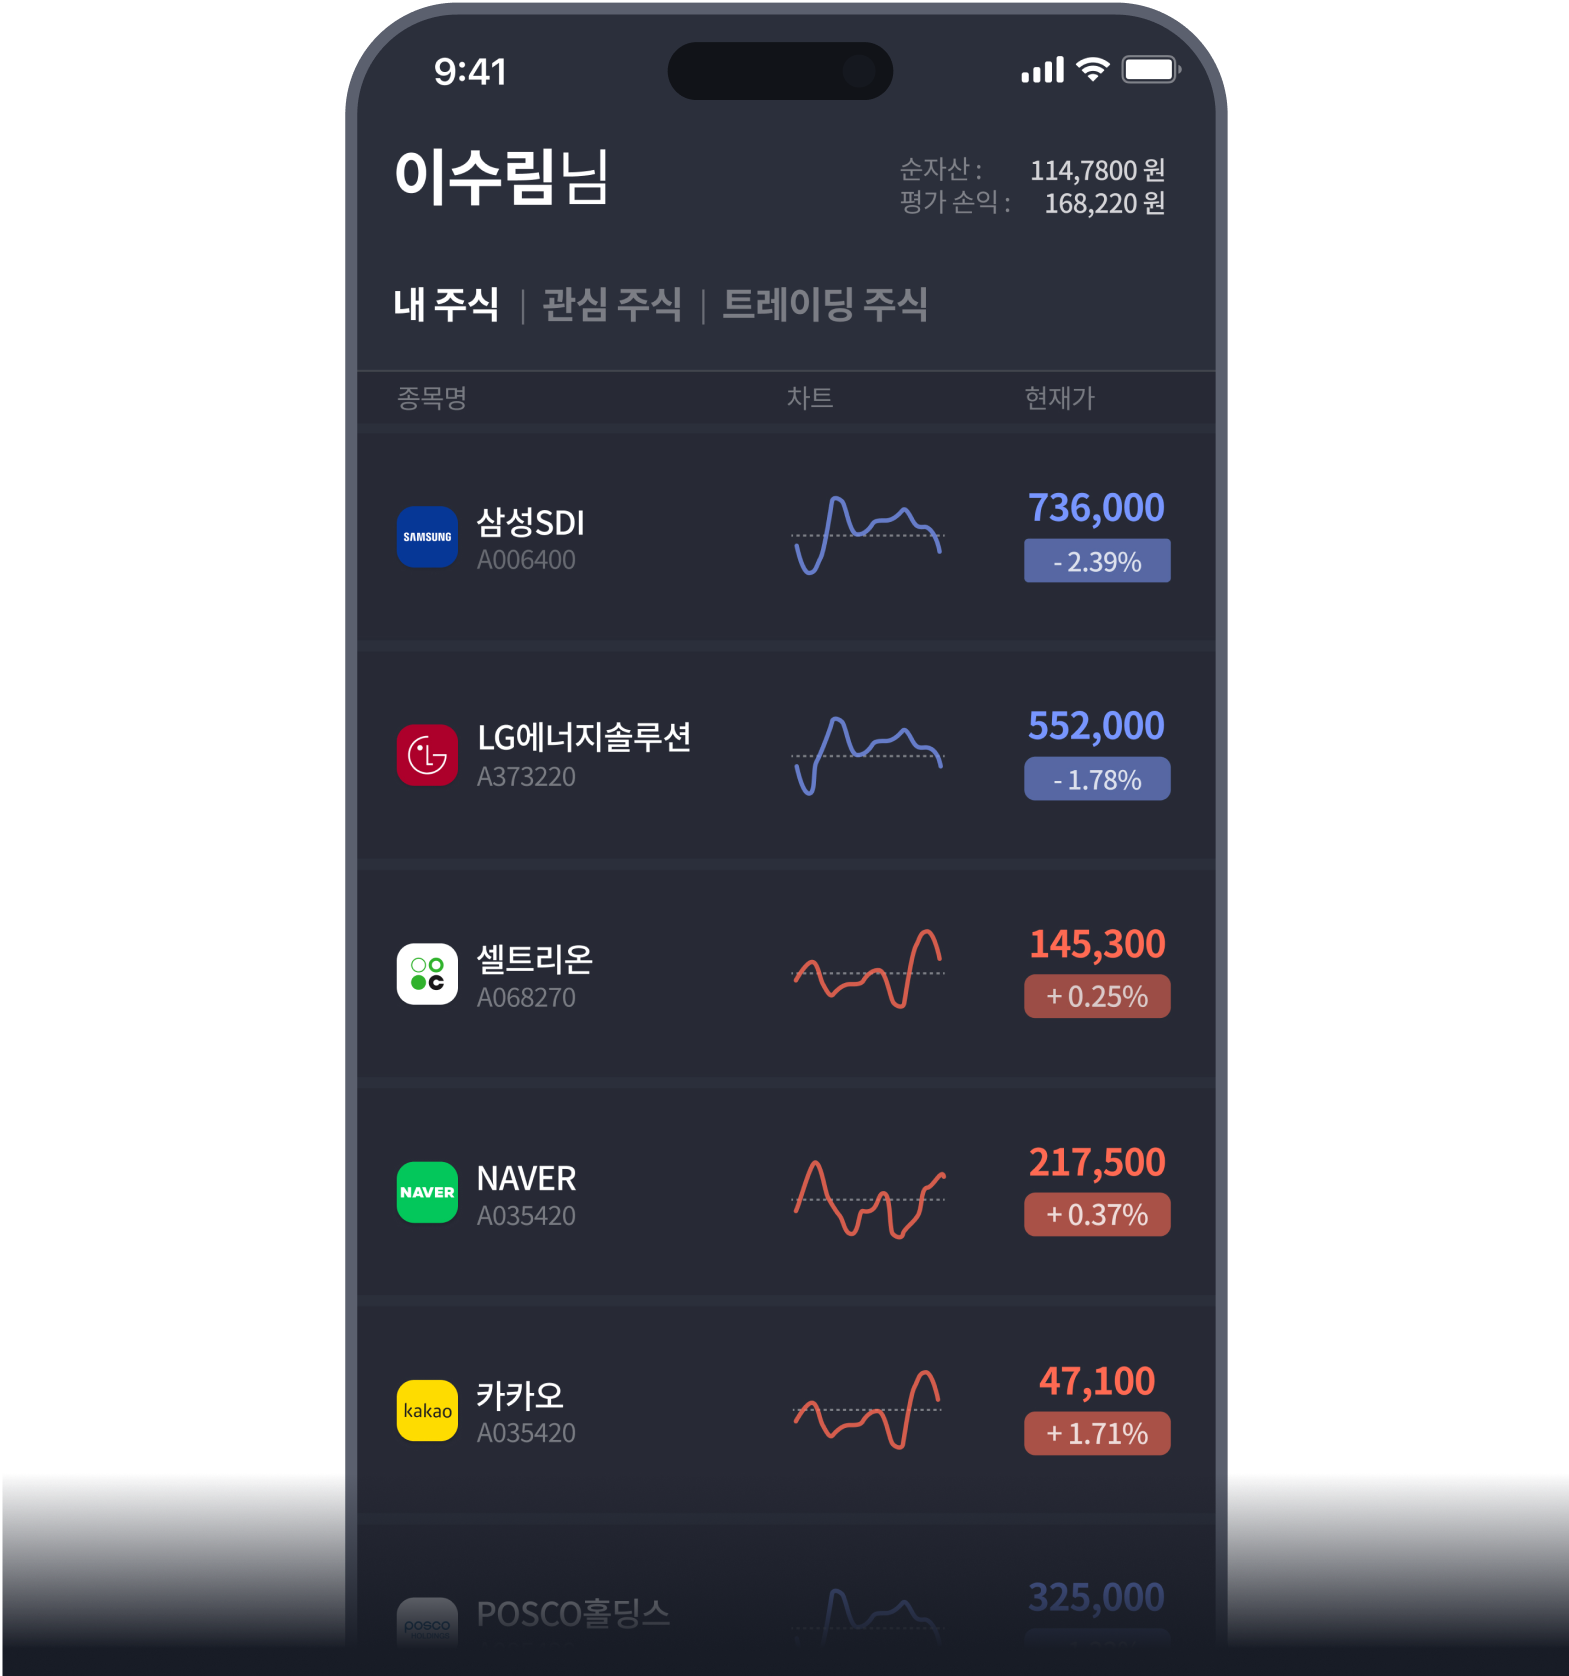 9:41
이수림님
순자산 : 114,7800 원
평가 손익 : 168,220 원
내 주식 | 관심 주식 | 트레이딩 주식
종목명 차트 현재가
SAMSUNG
삼성SDI
A006400
736,000
- 2.39%
LG
LG에너지솔루션
A373220
552,000
- 1.78%
셀트리온
A068270
145,300
+ 0.25%
NAVER
NAVER
A035420
217,500
+ 0.37%
kakao
카카오
A035420
47,100
+ 1.71%
posco
POSCO홀딩스
325,000